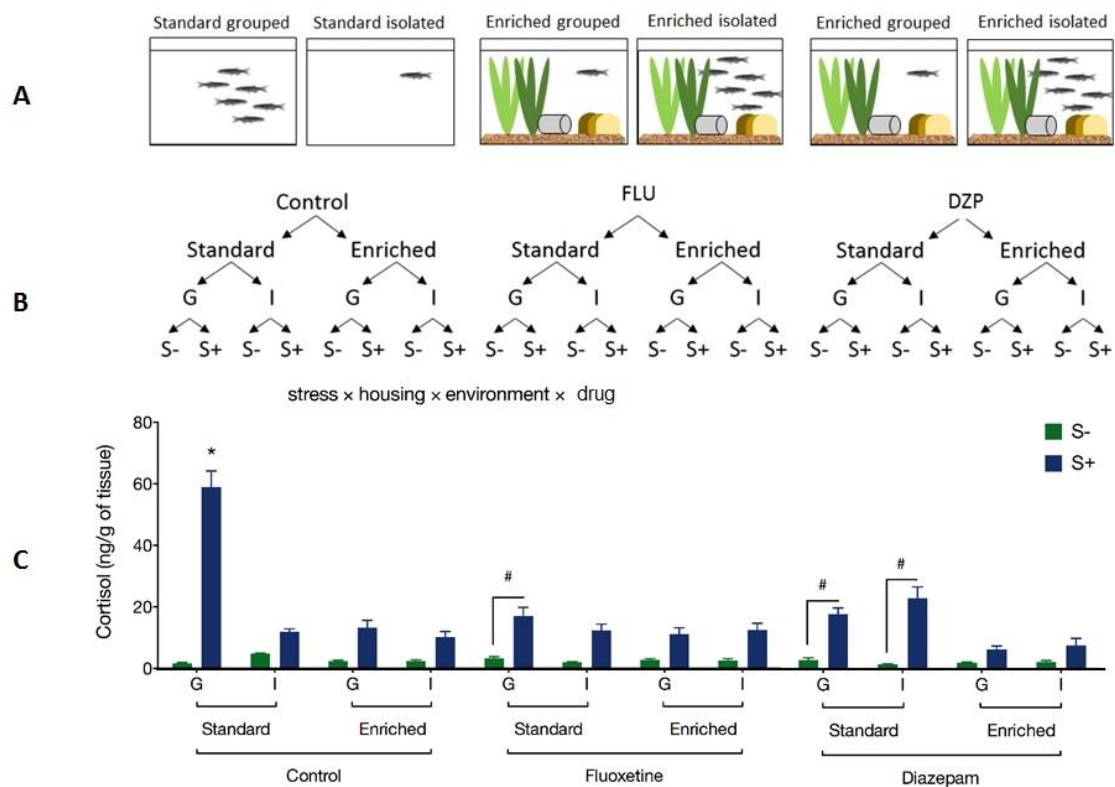 Standard grouped Standard isolated Enriched grouped Enriched isolated Enriched grouped Enriched isolated
A
Control FLU DZP
Standard Enriched Standard Enriched Standard Enriched
B
G I G I G I G I G I G I
S- S+ S- S+ S- S+ S- S+ S- S+ S- S+ S- S+ S- S+ S- S+ S- S+ S- S+ S- S+
stress × housing × environment × drug
C
Cortisol (ng/g of tissue)
80
60
40
20
0
* # # #
S-
S+
G I G I G I G I G I G I
Standard Enriched Standard Enriched Standard Enriched
Control Fluoxetine Diazepam